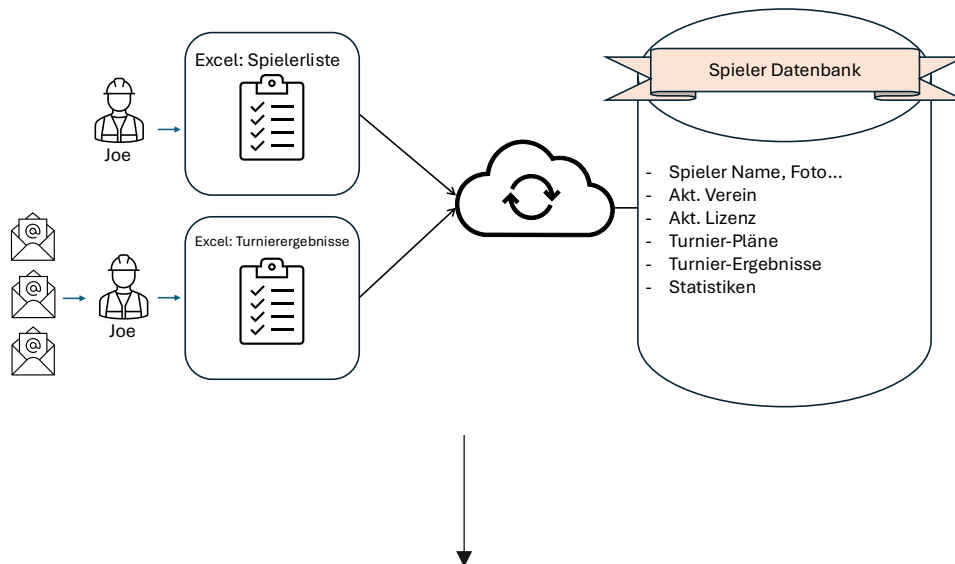 Excel: Spielerliste
Joe
Excel: Turnierergebnisse
@
@
@
Joe
Spieler Datenbank
- Spieler Name, Foto...
- Akt. Verein
- Akt. Lizenz
- Turnier-Pläne
- Turnier-Ergebnisse
- Statistiken